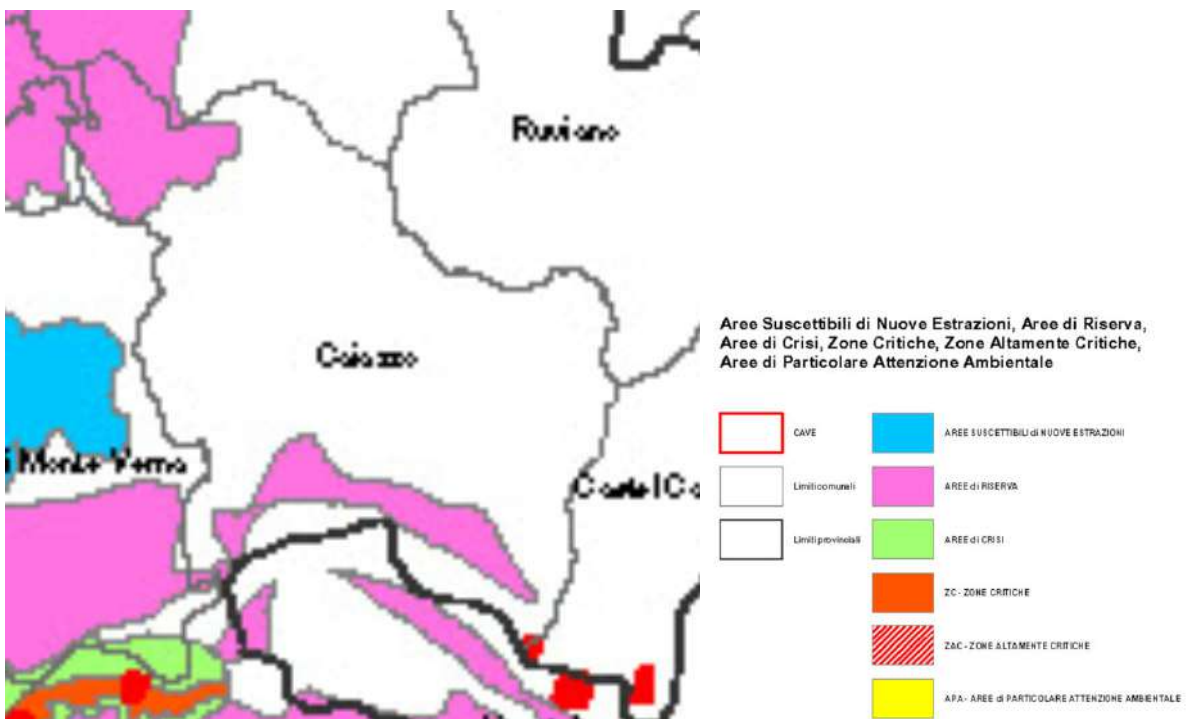 Ruviano
Caiazzo
i Monte Verna
Castel Ca
Aree Suscettibili di Nuove Estrazioni, Aree di Riserva,
Aree di Crisi, Zone Critiche, Zone Altamente Critiche,
Aree di Particolare Attenzione Ambientale
CAVE
AREE SUSCETTIBILI di NUOVE ESTRAZIONI
Limiti comunali
AREE di RISERVA
Limiti provinciali
AREE di CRISI
ZC - ZONE CRITICHE
ZAC - ZONE ALTAMENTE CRITICHE
APA - AREE di PARTICOLARE ATTENZIONE AMBIENTALE